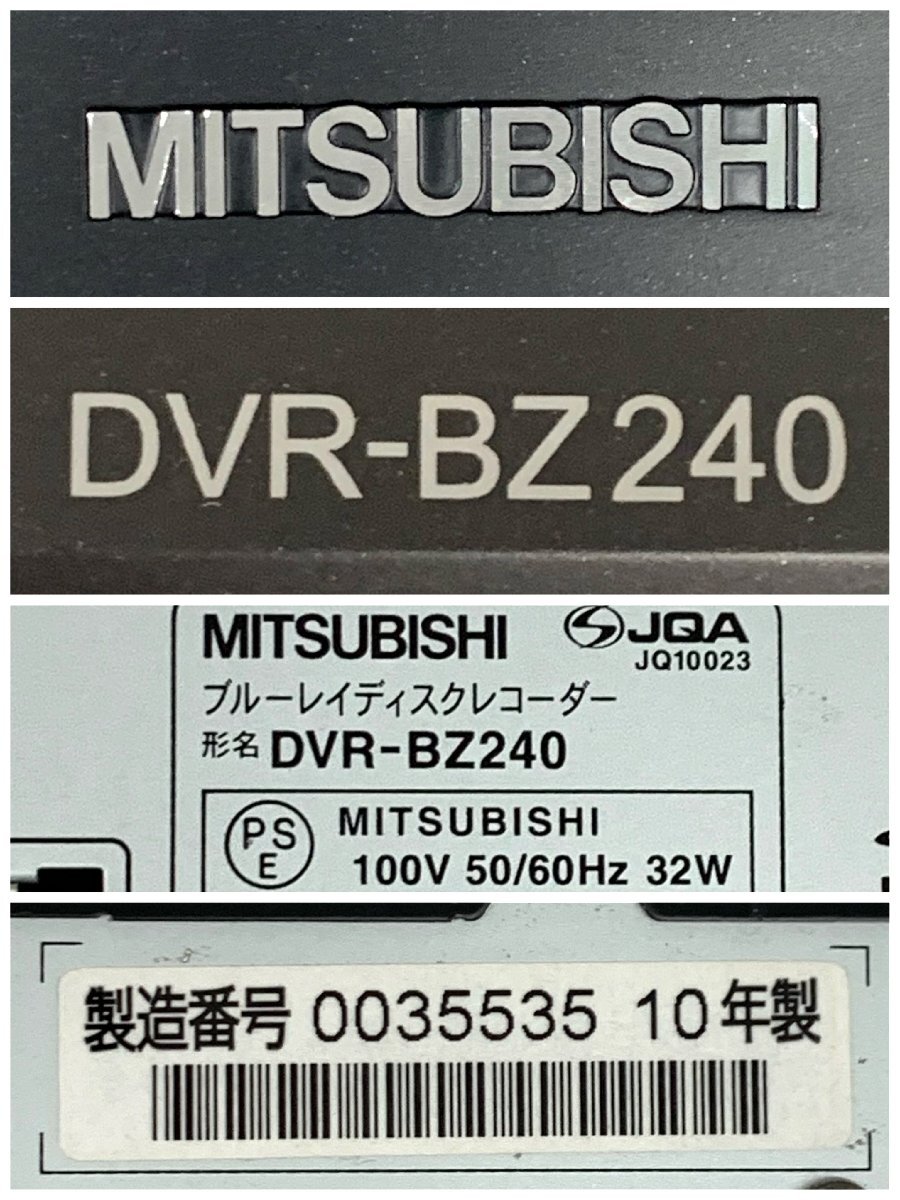 MITSUBISHI
DVR-BZ240
MITSUBISHI
JQA
JQ10023
ブルーレイディスクレコーダー
形名 DVR-BZ240
PS
E
MITSUBISHI
100V 50/60Hz 32W
製造番号 0035535 10年製